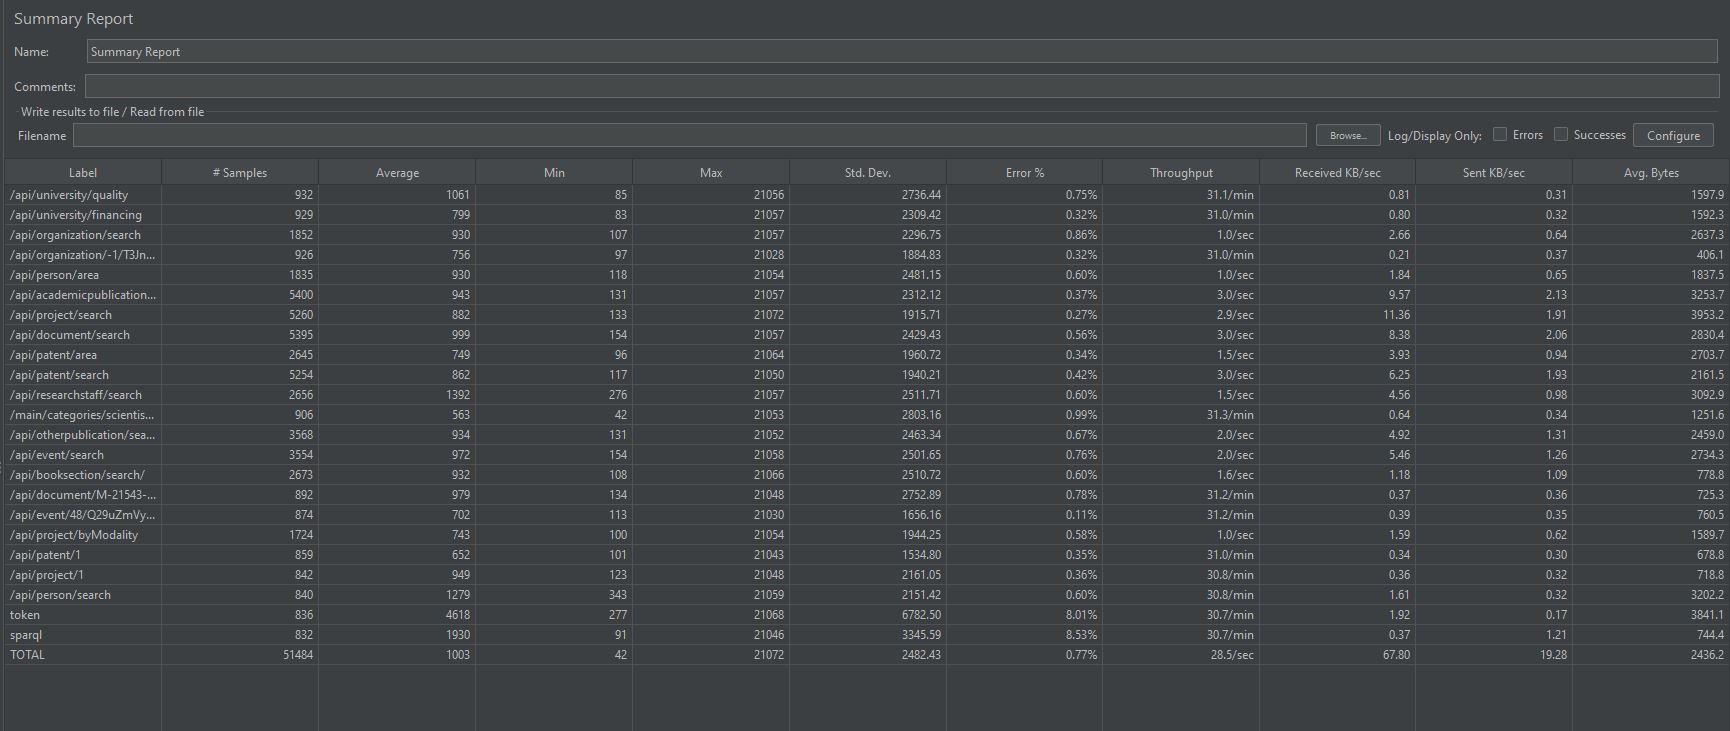 Summary Report
Name: Summary Report
Comments:
Write results to file / Read from file
Filename Browse... Log/Display Only: Errors Successes Configure
Label # Samples Average Min Max Std. Dev. Error % Throughput Received KB/sec Sent KB/sec Avg. Bytes
/api/university/quality 932 1061 85 21056 2736.44 0.75% 31.1/min 0.81 0.31 1597.9
/api/university/financing 929 799 83 21057 2309.42 0.32% 31.0/min 0.80 0.32 1592.3
/api/organization/search 1852 930 107 21057 2296.75 0.86% 1.0/sec 2.66 0.64 2637.3
/api/organization/-1/T3Jn... 926 756 97 21028 1884.83 0.32% 31.0/min 0.21 0.37 406.1
/api/person/area 1835 930 118 21054 2481.15 0.60% 1.0/sec 1.84 0.65 1837.5
/api/academicpublication... 5400 943 131 21057 2312.12 0.37% 3.0/sec 9.57 2.13 3253.7
/api/project/search 5260 882 133 21072 1915.71 0.27% 2.9/sec 11.36 1.91 3953.2
/api/document/search 5395 999 154 21057 2429.43 0.56% 3.0/sec 8.38 2.06 2830.4
/api/patent/area 2645 749 96 21064 1960.72 0.34% 1.5/sec 3.93 0.94 2703.7
/api/patent/search 5254 862 117 21050 1940.21 0.42% 3.0/sec 6.25 1.93 2161.5
/api/researchstaff/search 2656 1392 276 21057 2511.71 0.60% 1.5/sec 4.56 0.98 3092.9
/main/categories/scientis... 906 563 42 21053 2803.16 0.99% 31.3/min 0.64 0.34 1251.6
/api/otherpublication/sea... 3568 934 131 21052 2463.34 0.67% 2.0/sec 4.92 1.31 2459.0
/api/event/search 3554 972 154 21058 2501.65 0.76% 2.0/sec 5.46 1.26 2734.3
/api/booksection/search/ 2673 932 108 21066 2510.72 0.60% 1.6/sec 1.18 1.09 778.8
/api/document/M-21543-... 892 979 134 21048 2752.89 0.78% 31.2/min 0.37 0.36 725.3
/api/event/48/Q29uZmVy... 874 702 113 21030 1656.16 0.11% 31.2/min 0.39 0.35 760.5
/api/project/byModality 1724 743 100 21054 1944.25 0.58% 1.0/sec 1.59 0.62 1589.7
/api/patent/1 859 652 101 21043 1534.80 0.35% 31.0/min 0.34 0.30 678.8
/api/project/1 842 949 123 21048 2161.05 0.36% 30.8/min 0.36 0.32 718.8
/api/person/search 840 1279 343 21059 2151.42 0.60% 30.8/min 1.61 0.32 3202.2
token 836 4618 277 21068 6782.50 8.01% 30.7/min 1.92 0.17 3841.1
sparql 832 1930 91 21046 3345.59 8.53% 30.7/min 0.37 1.21 744.4
TOTAL 51484 1003 42 21072 2482.43 0.77% 28.5/sec 67.80 19.28 2436.2